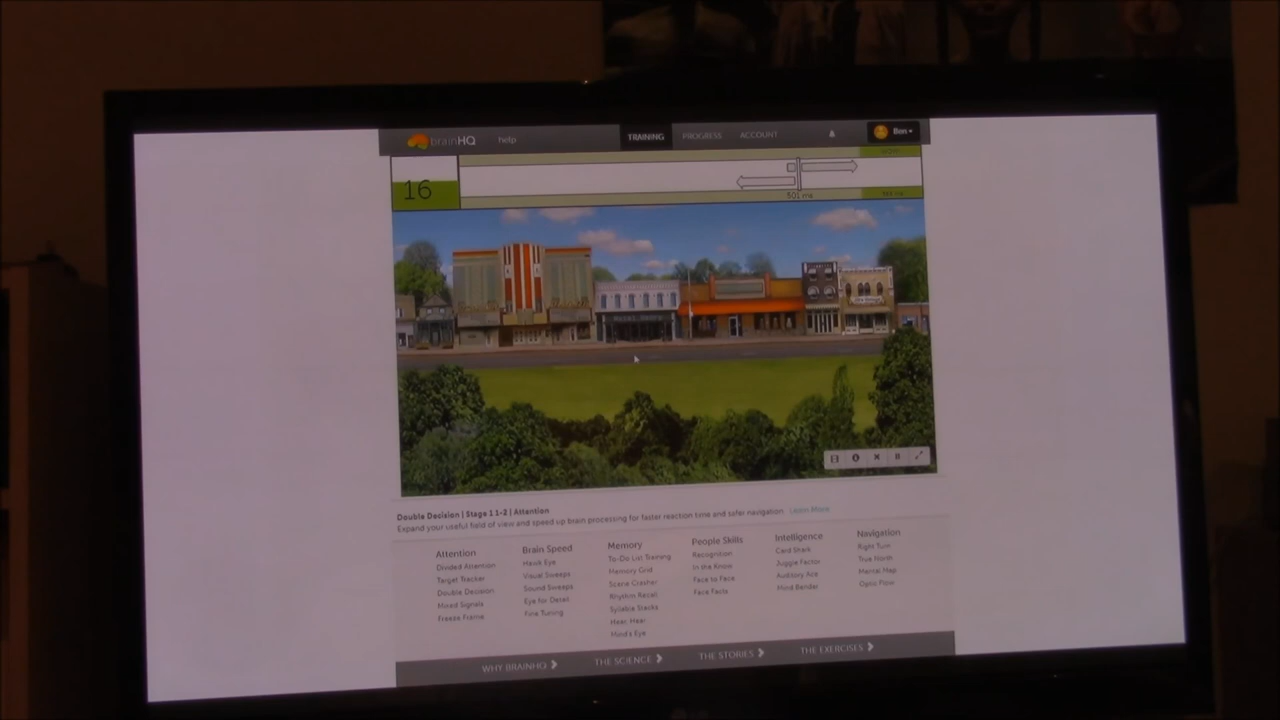 brainHQ help TRAINING PROGRESS ACCOUNT Ben
16
501 ms
Double Decision | Stage 11-2 | Attention
Expand your useful field of view and speed up brain processing for faster reaction time and safer navigation. Learn More
Attention
Divided Attention
Target Tracker
Double Decision
Mixed Signals
Freeze Frame
Brain Speed
Hawk Eye
Visual Sweeps
Sound Sweeps
Eye for Detail
Fine Tuning
Memory
To-Do List Training
Memory Grid
Scene Crasher
Rhythm Recall
Syllable Stacks
Hear, Hear
Mind's Eye
People Skills
Recognition
In the Know
Face to Face
Face Facts
Intelligence
Card Shark
Juggle Factor
Auditory Ace
Mind Bender
Navigation
Right Turn
True North
Mental Map
Optic Flow
WHY BRAINHQ THE SCIENCE THE STORIES THE EXERCISES